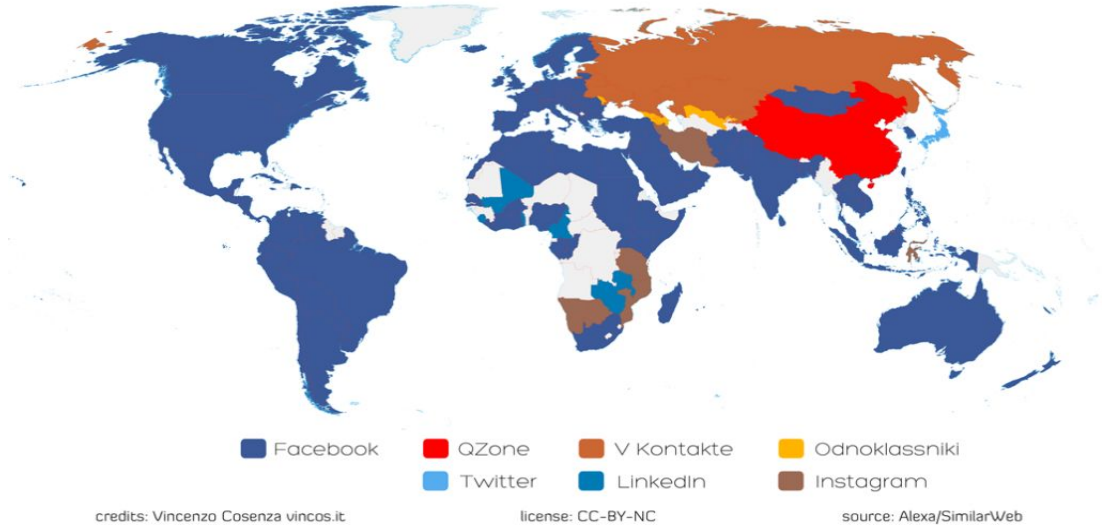 Facebook QZone V Kontakte Odnoklassniki
Twitter LinkedIn Instagram
credits: Vincenzo Cosenza vincos.it license: CC-BY-NC source: Alexa/SimilarWeb